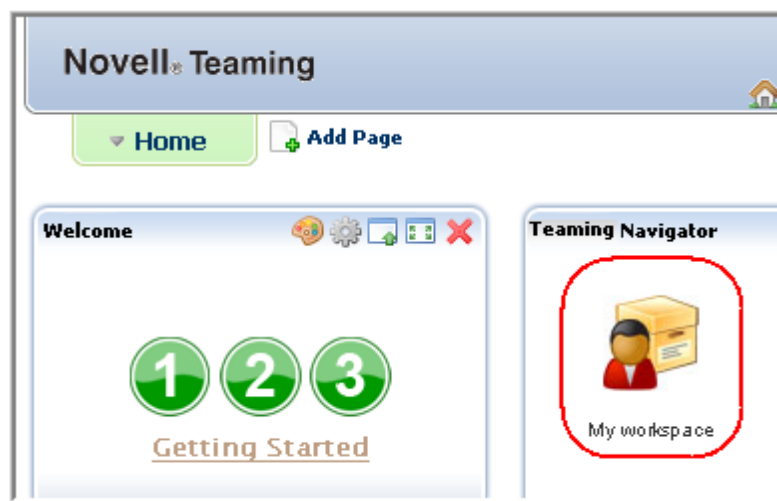 Novell® Teaming
Home
Add Page
Welcome
Teaming Navigator
1 2 3
Getting Started
My workspace